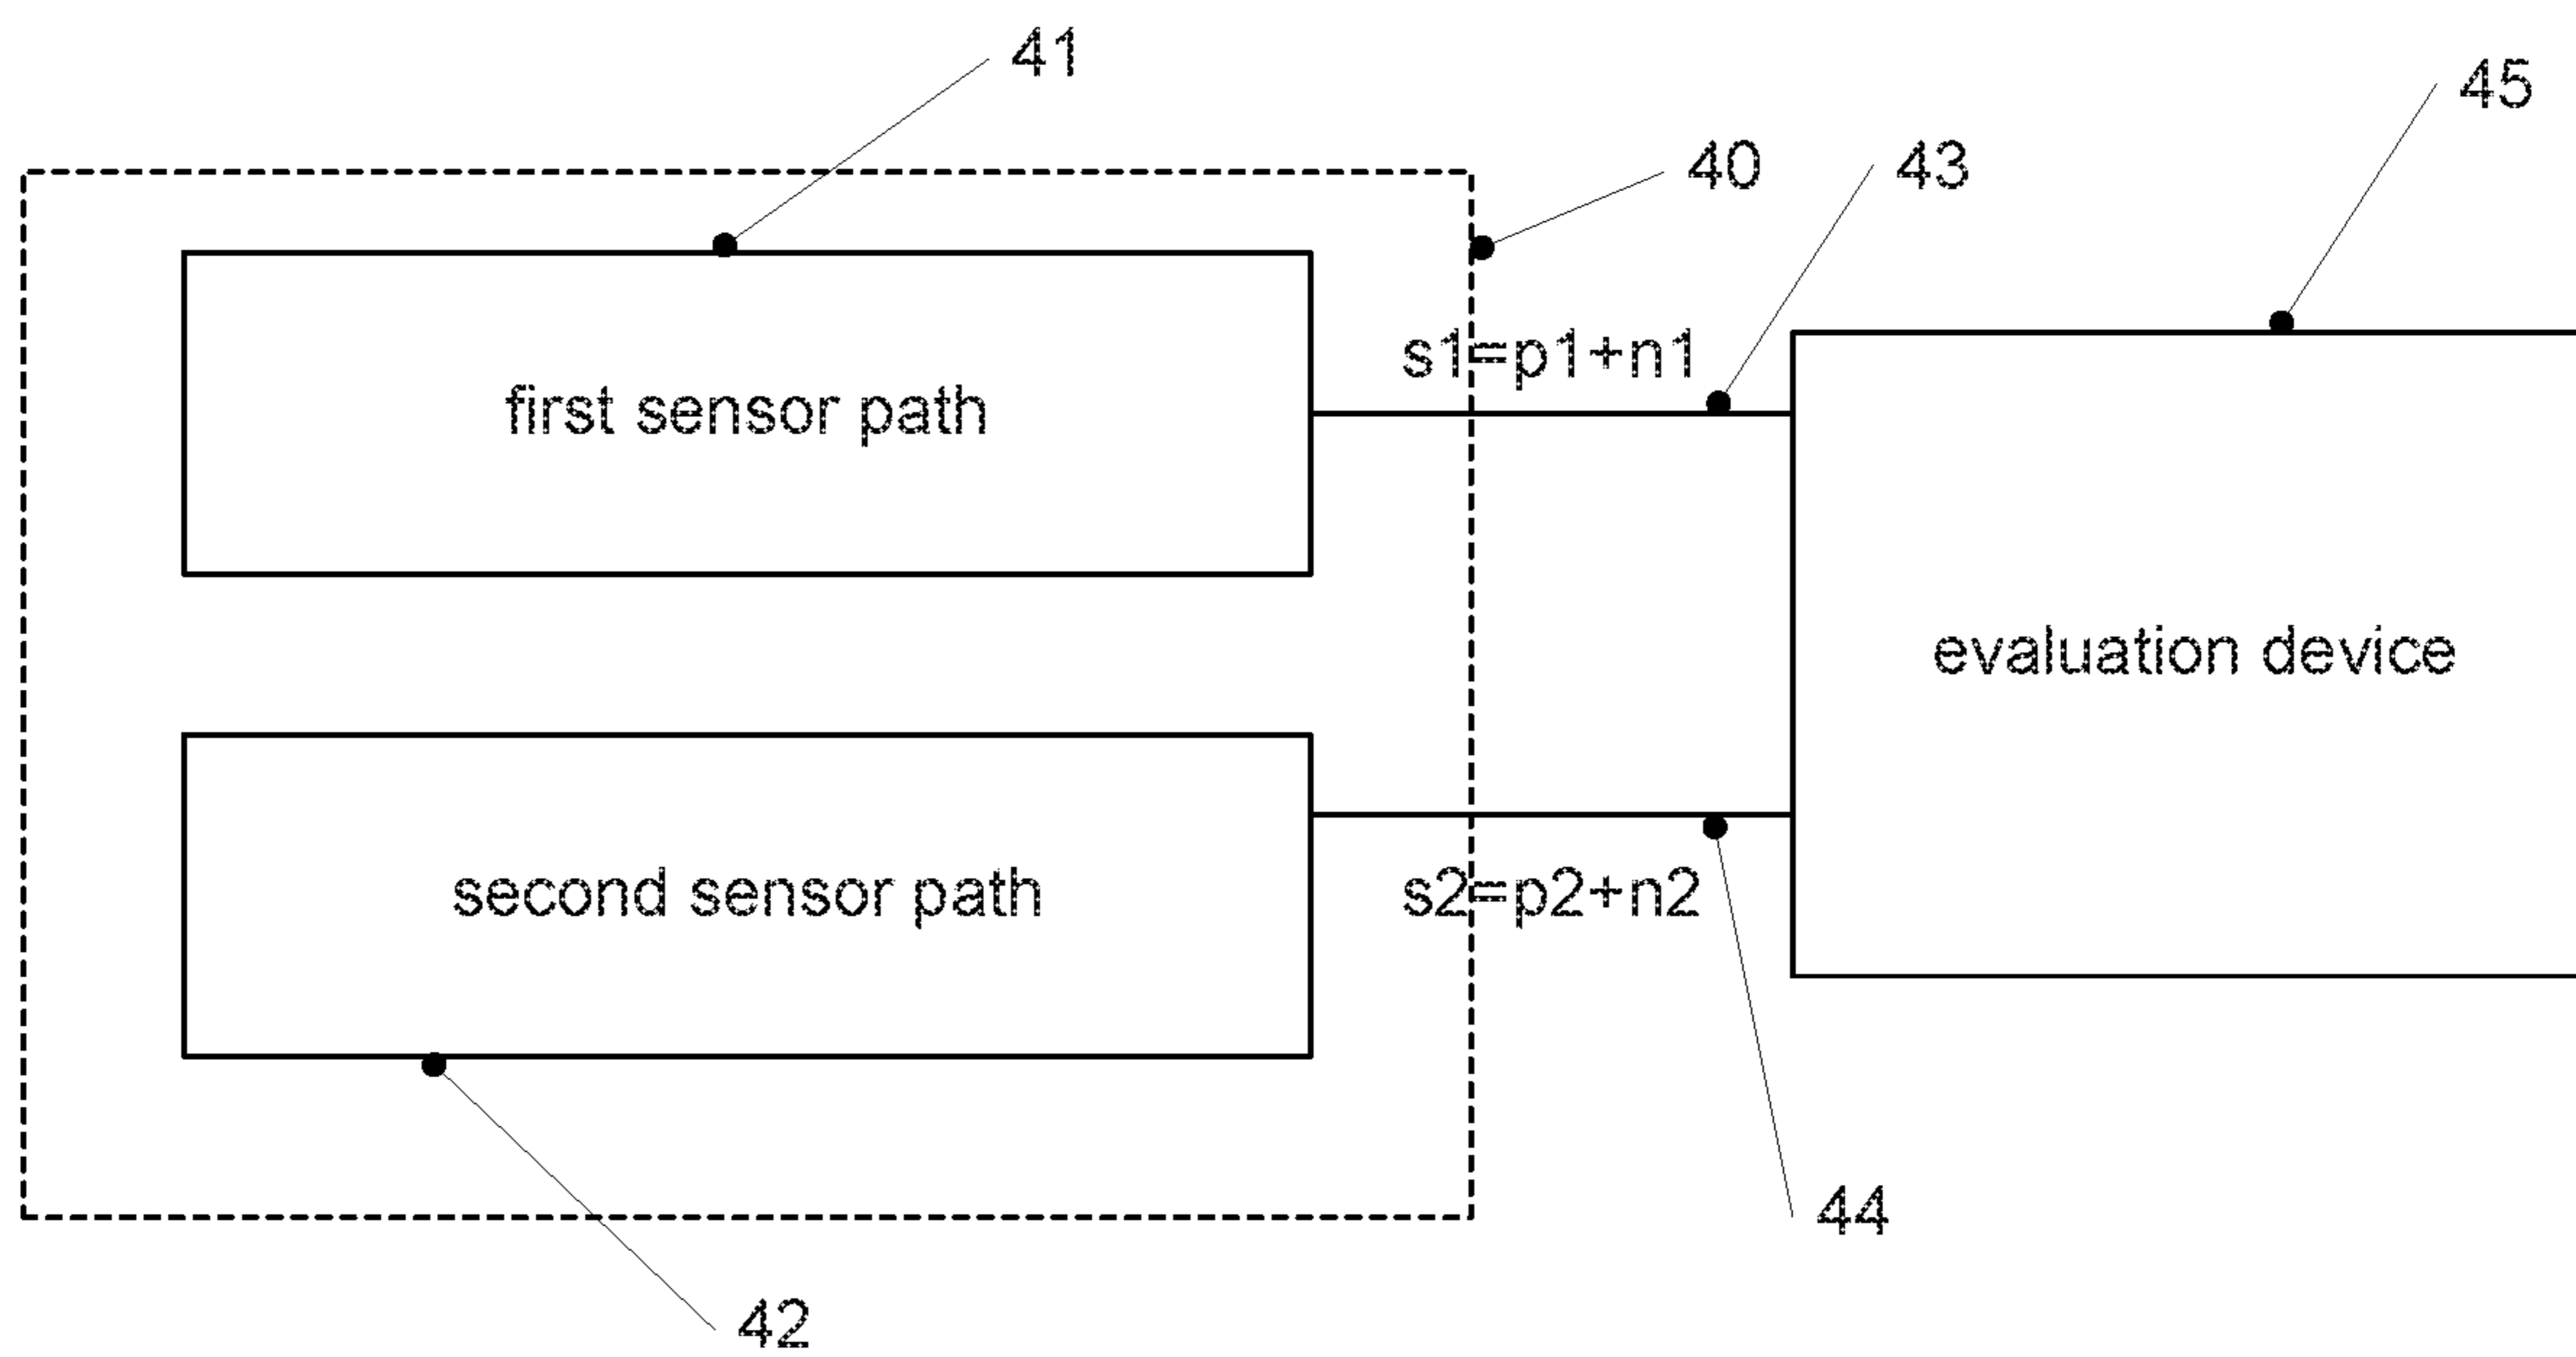 41
45
40
43
s1=p1+n1
first sensor path
evaluation device
second sensor path
s2=p2+n2
44
42